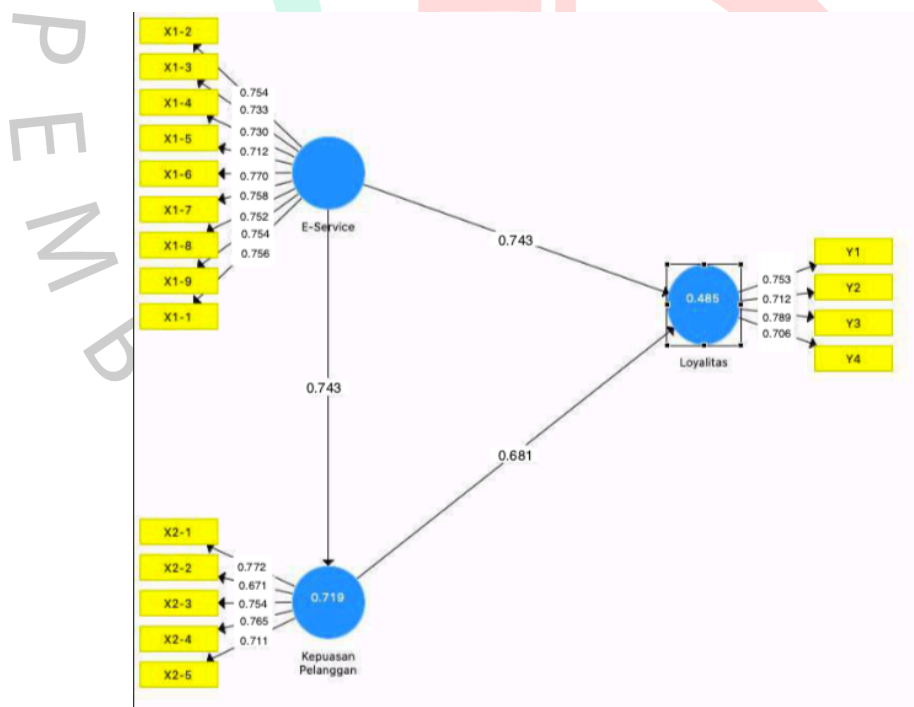 PEMB
X1-2
X1-3
X1-4
X1-5
X1-6
X1-7
X1-8
X1-9
X1-1
0.754
0.733
0.730
0.712
0.770
0.758
0.752
0.754
0.756
E-Service
0.743
0.485
Loyalitas
0.753
0.712
0.789
0.706
Y1
Y2
Y3
Y4
0.743
0.681
X2-1
X2-2
X2-3
X2-4
X2-5
0.772
0.671
0.754
0.765
0.711
0.719
Kepuasan
Pelanggan